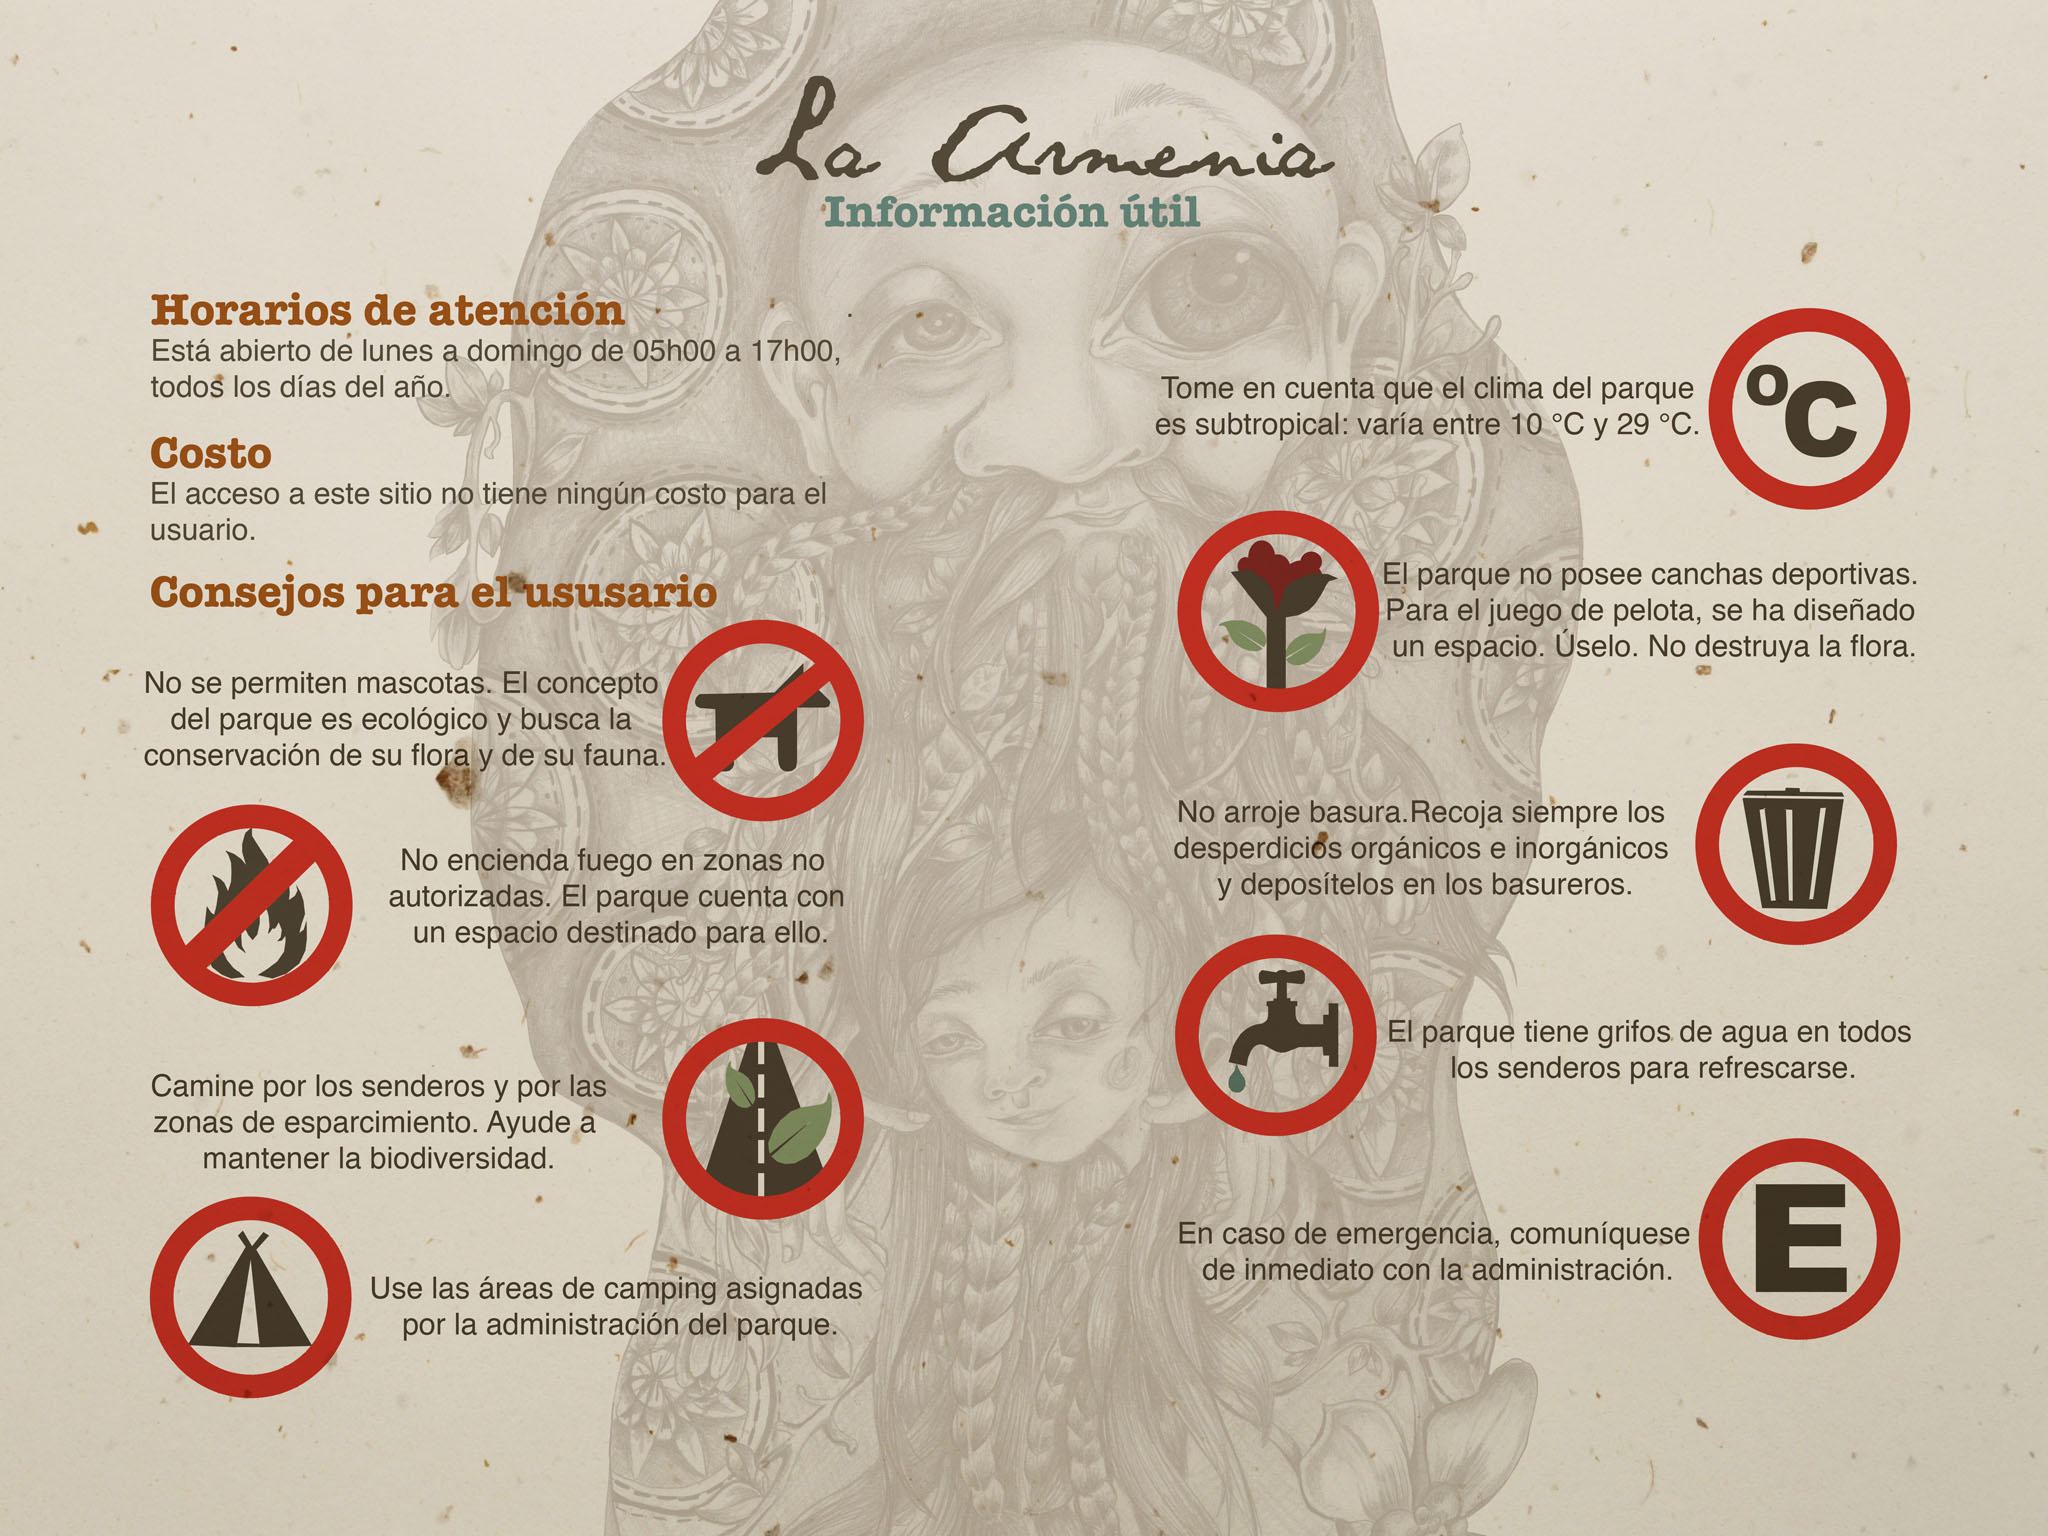 La Armenia
Información útil
Horarios de atención
Está abierto de lunes a domingo de 05h00 a 17h00,
todos los días del año.
Costo
El acceso a este sitio no tiene ningún costo para el
usuario.
Consejos para el ususario
No se permiten mascotas. El concepto
del parque es ecológico y busca la
conservación de su flora y de su fauna.
No encienda fuego en zonas no
autorizadas. El parque cuenta con
un espacio destinado para ello.
Camine por los senderos y por las
zonas de esparcimiento. Ayude a
mantener la biodiversidad.
Use las áreas de camping asignadas
por la administración del parque.
Tome en cuenta que el clima del parque
es subtropical: varía entre 10 °C y 29 °C.
ºC
El parque no posee canchas deportivas.
Para el juego de pelota, se ha diseñado
un espacio. Úselo. No destruya la flora.
No arroje basura.Recoja siempre los
desperdicios orgánicos e inorgánicos
y deposítelos en los basureros.
El parque tiene grifos de agua en todos
los senderos para refrescarse.
En caso de emergencia, comuníquese
de inmediato con la administración.
E